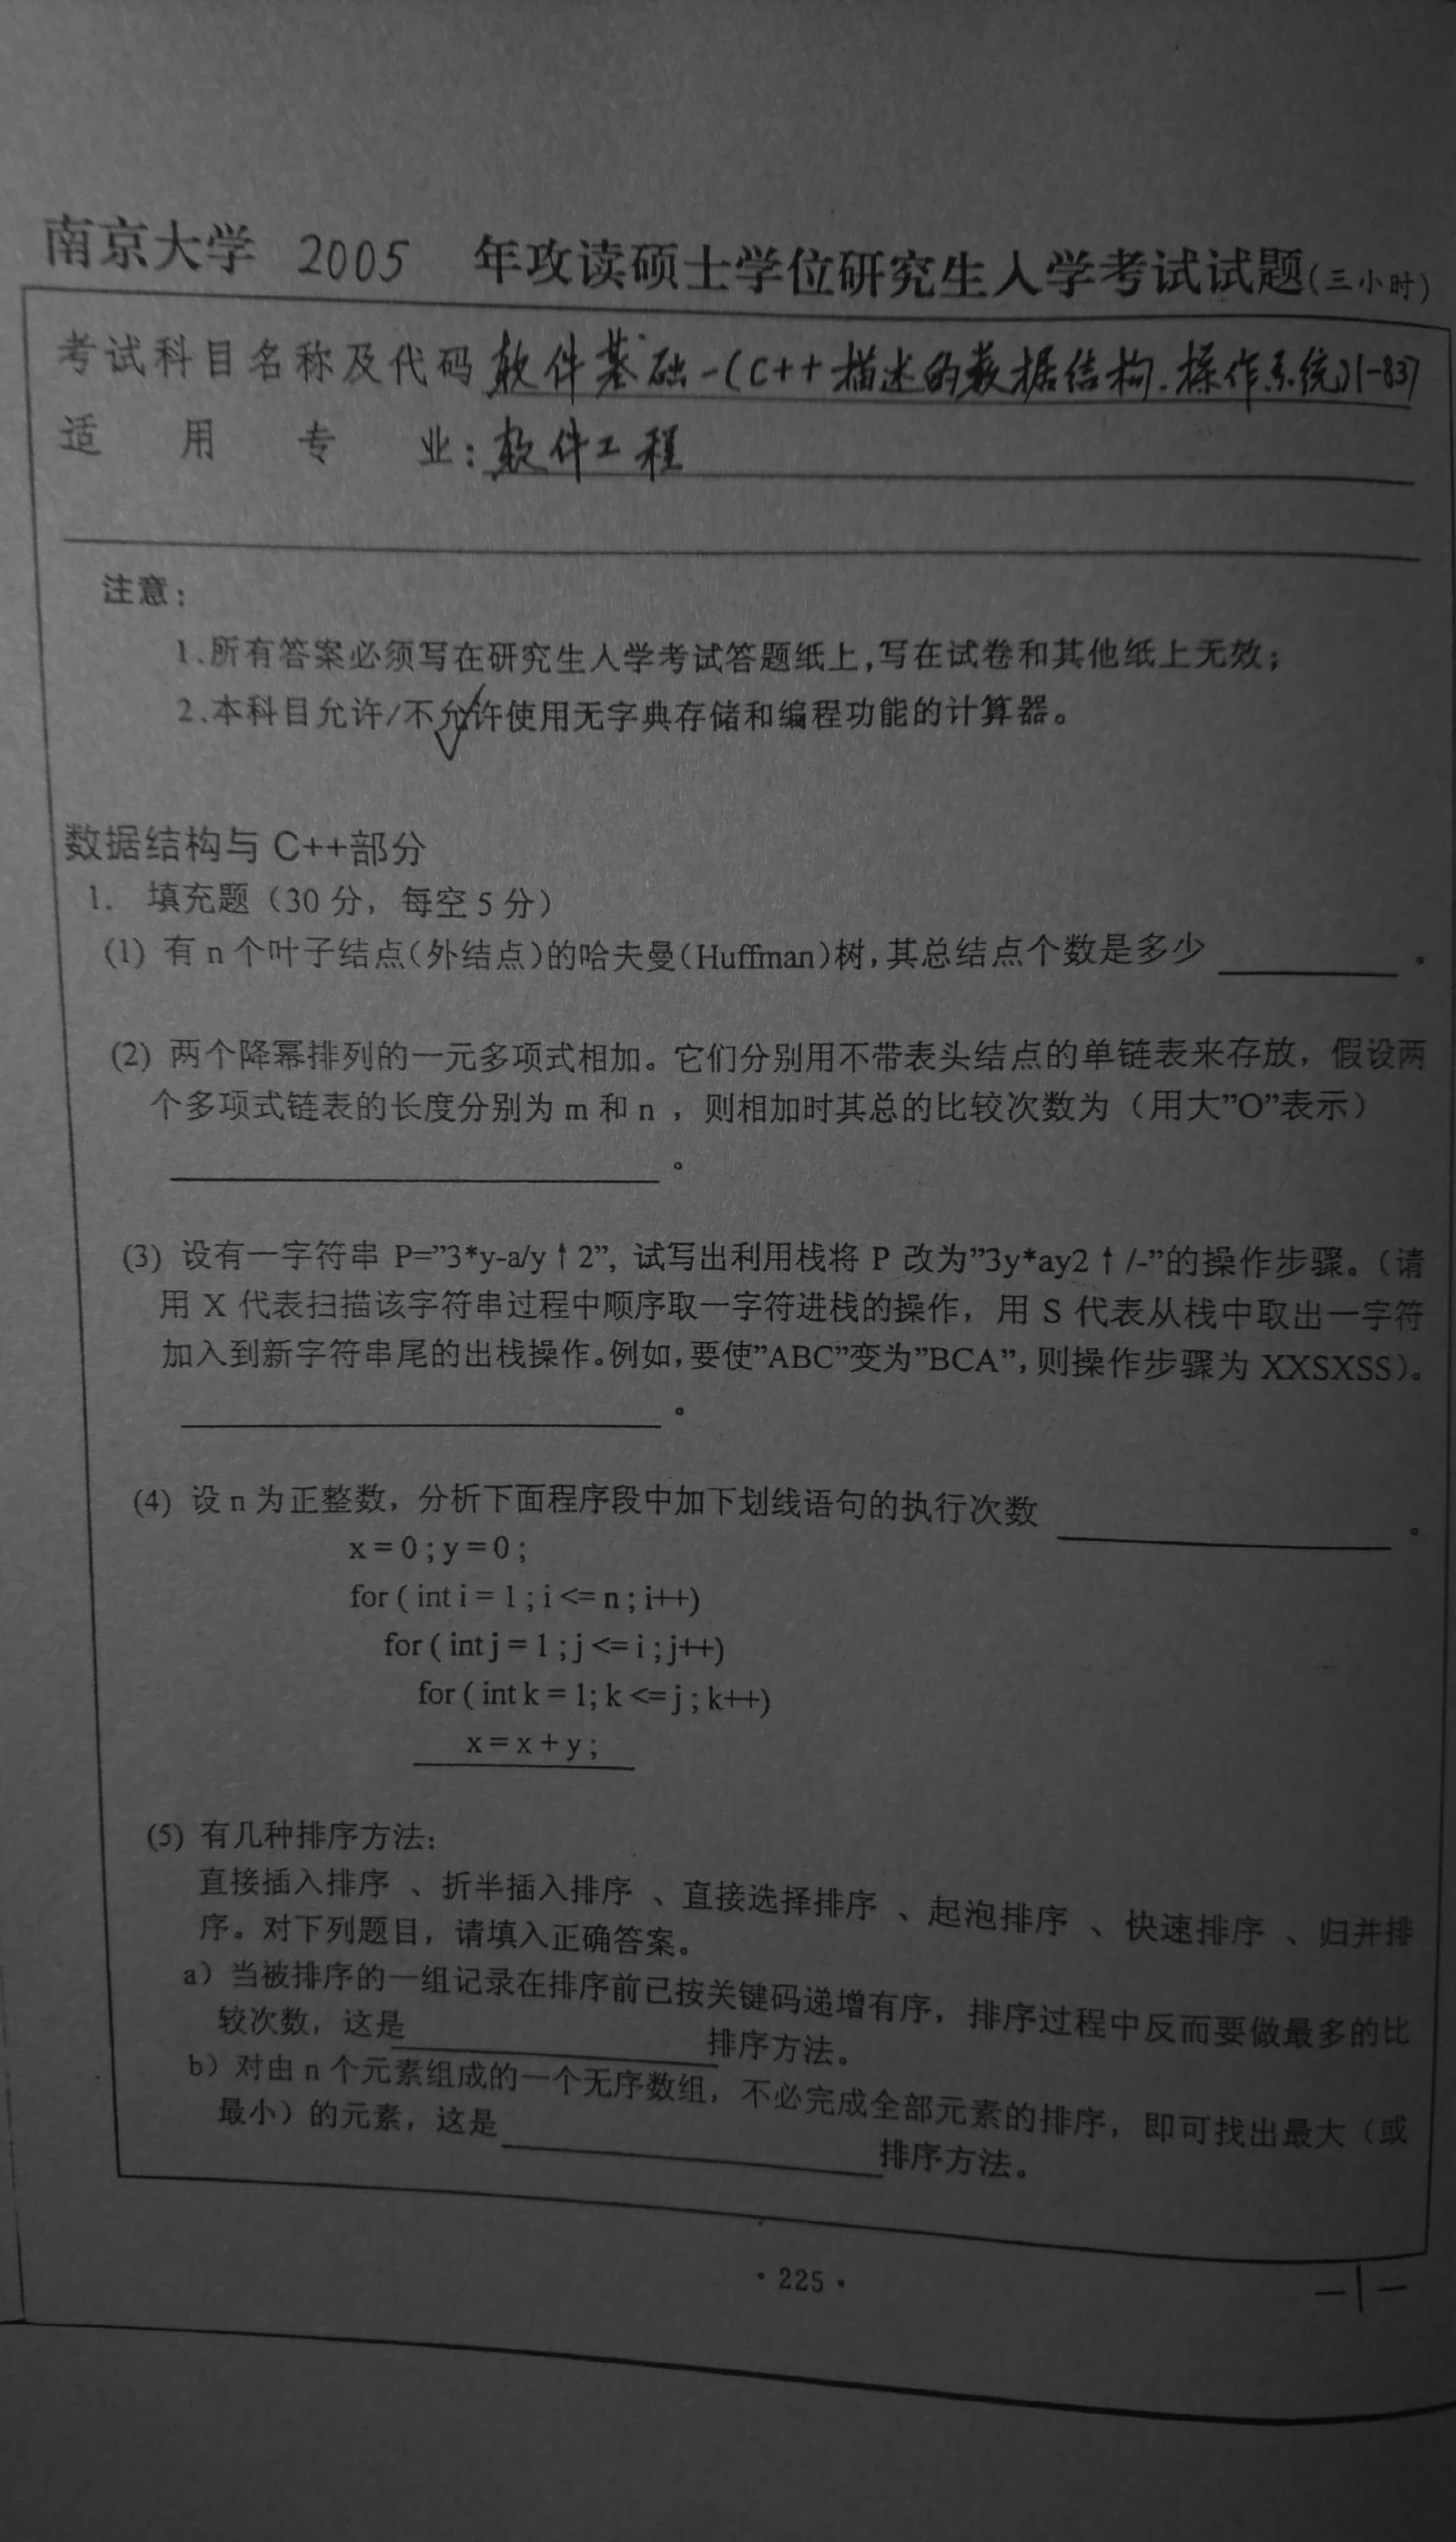 南京大学 2005 年攻读硕士学位研究生入学考试试题(三小时)
考试科目名称及代码 软件基础一(C++描述的数据结构.操作系统)1-837
适用专业:软件工程
注意:
1.所有答案必须写在研究生入学考试答题纸上,写在试卷和其他纸上无效;
2.本科目允许/不允许使用无字典存储和编程功能的计算器。
数据结构与 C++部分
1. 填充题(30 分,每空 5 分)
(1) 有 n 个叶子结点(外结点)的哈夫曼(Huffman)树,其总结点个数是多少 ________ 。
(2) 两个降幂排列的一元多项式相加。它们分别用不带表头结点的单链表来存放,假设两
个多项式链表的长度分别为 m 和 n ,则相加时其总的比较次数为(用大”O”表示)
________ 。
(3) 设有一字符串 P=”3*y-a/y↑2”, 试写出利用栈将 P 改为”3y*ay2↑/-”的操作步骤。(请
用 X 代表扫描该字符串过程中顺序取一字符进栈的操作,用 S 代表从栈中取出一字符
加入到新字符串尾的出栈操作。例如,要使”ABC”变为”BCA”, 则操作步骤为 XXSXSS)。
________ 。
(4) 设 n 为正整数,分析下面程序段中加下划线语句的执行次数 ________ 。
x = 0 ; y = 0 ;
for ( int i = 1 ; i <= n ; i++)
for ( int j = 1 ; j <= i ; j++)
for ( int k = 1; k <= j ; k++)
x = x + y ;
(5) 有几种排序方法:
直接插入排序 、折半插入排序 、直接选择排序 、起泡排序 、快速排序 、归并排
序。对下列题目,请填入正确答案。
a)当被排序的一组记录在排序前已按关键码递增有序,排序过程中反而要做最多的比
较次数,这是________排序方法。
b)对由 n 个元素组成的一个无序数组,不必完成全部元素的排序,即可找出最大(或
最小)的元素,这是________排序方法。
· 225 ·
-1-